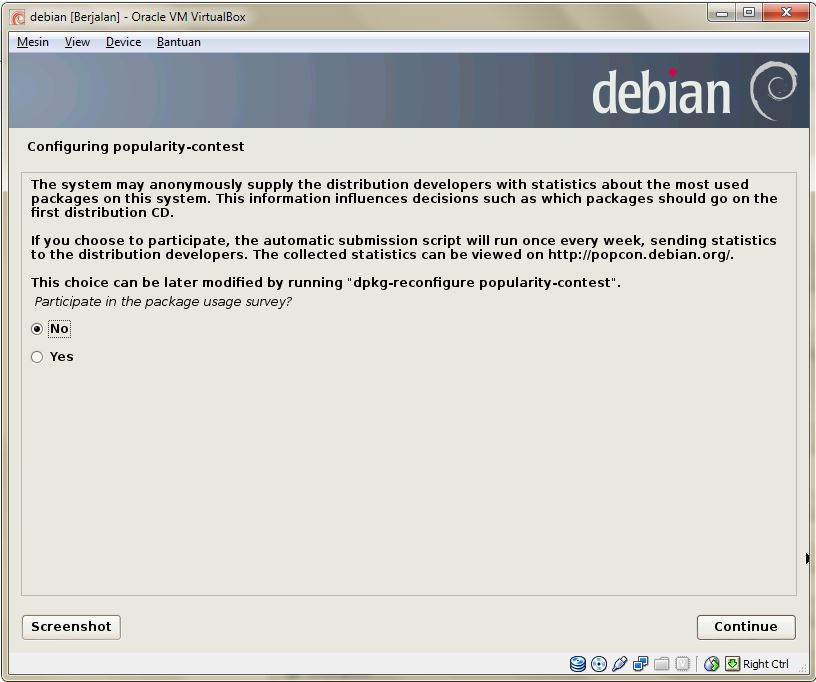 debian [Berjalan] - Oracle VM VirtualBox
Mesin View Device Bantuan
debian
Configuring popularity-contest
The system may anonymously supply the distribution developers with statistics about the most used
packages on this system. This information influences decisions such as which packages should go on the
first distribution CD.
If you choose to participate, the automatic submission script will run once every week, sending statistics
to the distribution developers. The collected statistics can be viewed on http://popcon.debian.org/.
This choice can be later modified by running "dpkg-reconfigure popularity-contest".
Participate in the package usage survey?
No
Yes
Screenshot Continue
Right Ctrl